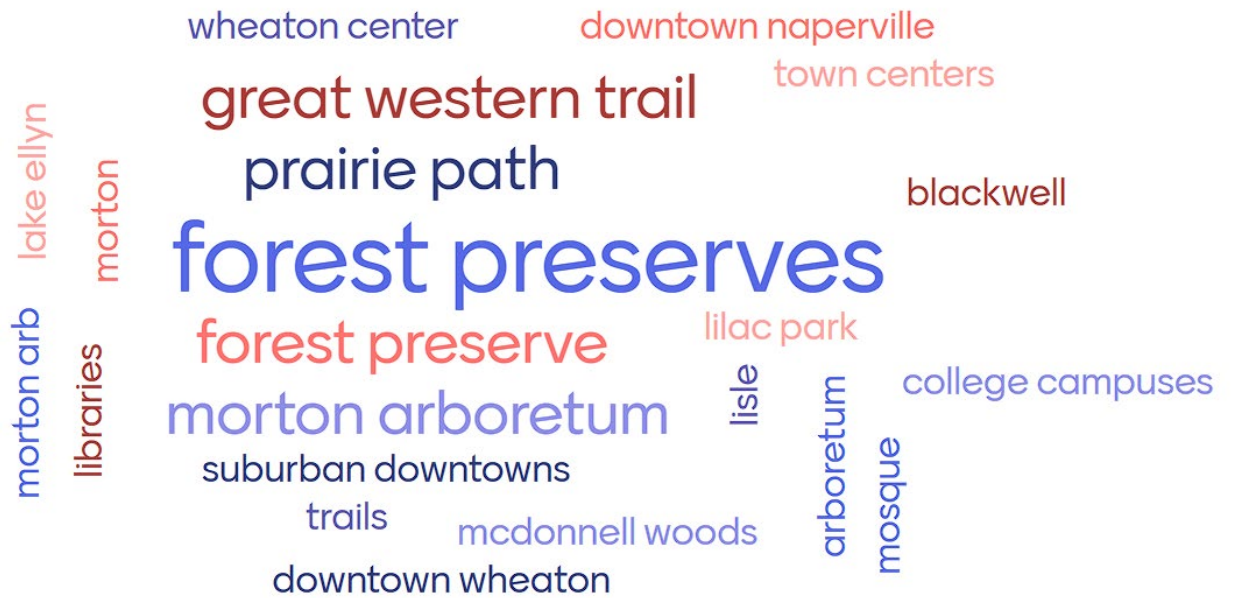 wheaton center
downtown naperville
town centers
great western trail
lake ellyn
morton
prairie path
blackwell
forest preserves
morton arb
libraries
forest preserve
lilac park
lisle
college campuses
morton arboretum
arboretum
mosque
suburban downtowns
trails
mcdonnell woods
downtown wheaton